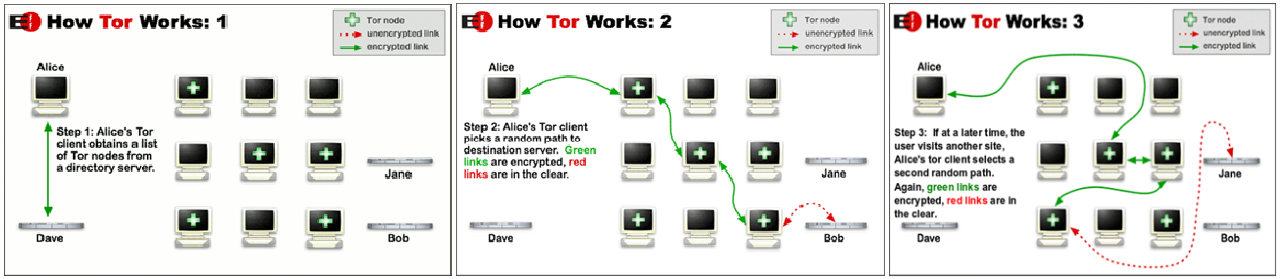 EFF How Tor Works: 1
Tor node
unencrypted link
encrypted link
Alice
Step 1: Alice's Tor
client obtains a list
of Tor nodes from
a directory server.
Jane
Dave
Bob
EFF How Tor Works: 2
Tor node
unencrypted link
encrypted link
Alice
Step 2: Alice's Tor client
picks a random path to
destination server. Green
links are encrypted, red
links are in the clear.
Jane
Dave
Bob
EFF How Tor Works: 3
Tor node
unencrypted link
encrypted link
Alice
Step 3: If at a later time, the
user visits another site,
Alice's tor client selects a
second random path.
Again, green links are
encrypted, red links are in
the clear.
Jane
Dave
Bob